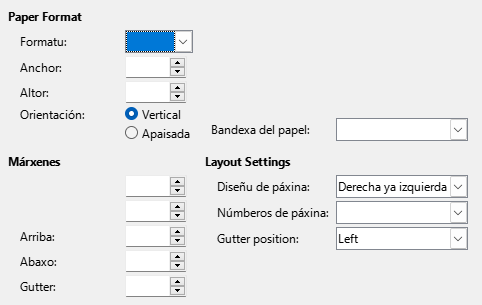 Paper Format
Formatu:
Anchor:
Altor:
Orientación: Vertical
Apaisada Bandexa del papel:
Márxenes Layout Settings
Diseñu de páxina: Derecha ya izquierda
Númberos de páxina:
Arriba: Gutter position: Left
Abaxo:
Gutter: